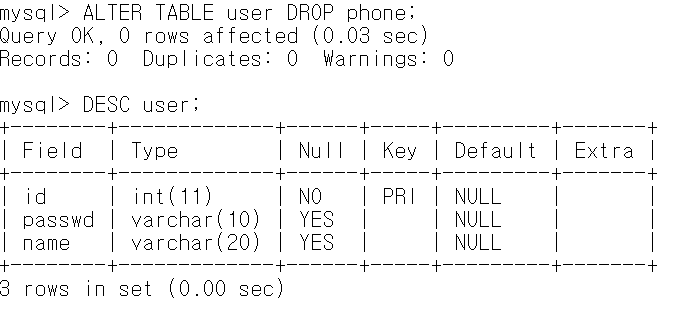 mysql> ALTER TABLE user DROP phone;
Query OK, 0 rows affected (0.03 sec)
Records: 0  Duplicates: 0  Warnings: 0
mysql> DESC user;
+--------+-------------+------+-----+---------+-------+
| Field  | Type        | Null | Key | Default | Extra |
+--------+-------------+------+-----+---------+-------+
| id     | int(11)     | NO   | PRI | NULL    |       |
| passwd | varchar(10) | YES  |     | NULL    |       |
| name   | varchar(20) | YES  |     | NULL    |       |
+--------+-------------+------+-----+---------+-------+
3 rows in set (0.00 sec)